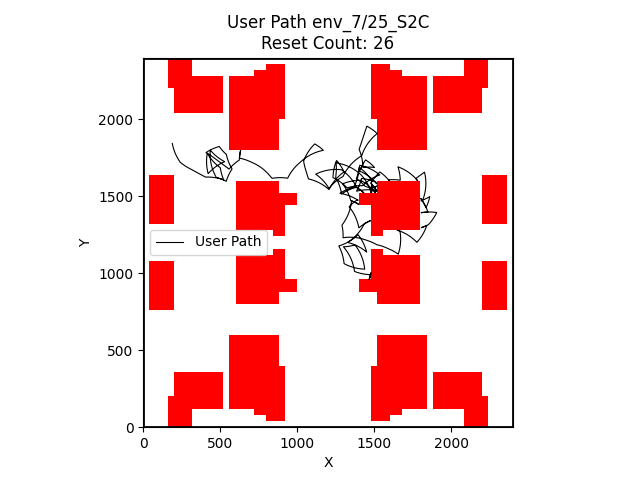 User Path env_7/25_S2C
Reset Count: 26
Y
2000
1500
1000
500
0
User Path
0 500 1000 1500 2000
X